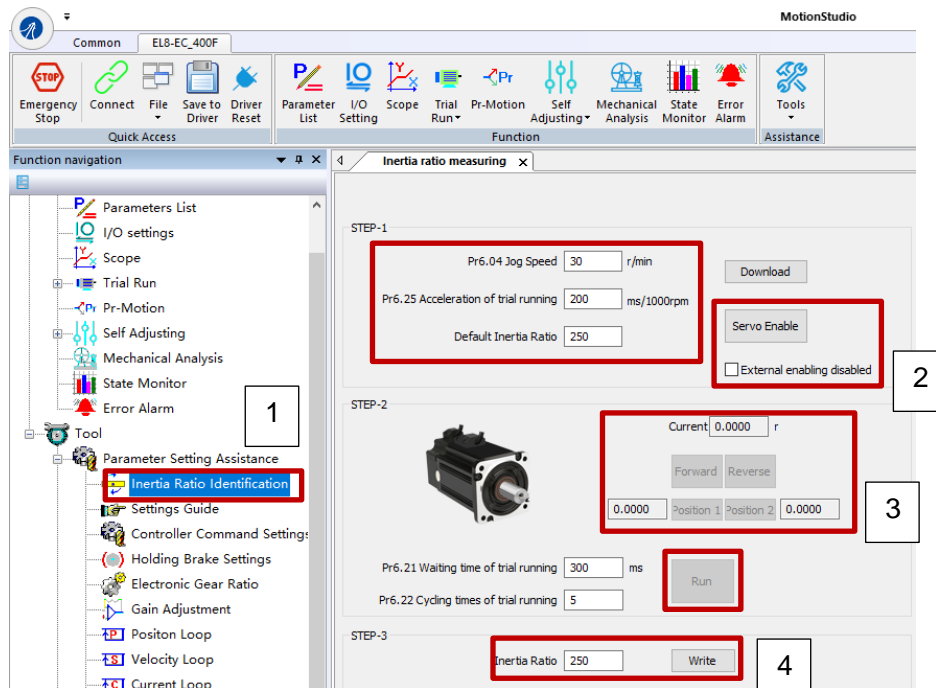 MotionStudio
Common EL8-EC_400F
STOP
Emergency Stop
Connect
File
Save to Driver
Driver Reset
Parameter List
I/O Setting
Scope
Trial Run
Pr-Motion
Self Adjusting
Mechanical Analysis
State Monitor
Error Alarm
Tools
Quick Access Function Assistance
Function navigation
Inertia ratio measuring
Parameters List
I/O settings
Scope
Trial Run
Pr-Motion
Self Adjusting
Mechanical Analysis
State Monitor
Error Alarm
Tool
Parameter Setting Assistance
Inertia Ratio Identification
Settings Guide
Controller Command Settings
Holding Brake Settings
Electronic Gear Ratio
Gain Adjustment
Positon Loop
Velocity Loop
Current Loop
1
STEP-1
Pr6.04 Jog Speed 30 r/min
Pr6.25 Acceleration of trial running 200 ms/1000rpm
Default Inertia Ratio 250
Download
Servo Enable
External enabling disabled
2
STEP-2
Current 0.0000 r
Forward Reverse
0.0000 Position 1 Position 2 0.0000
3
Pr6.21 Waiting time of trial running 300 ms
Pr6.22 Cycling times of trial running 5
Run
STEP-3
Inertia Ratio 250 Write
4